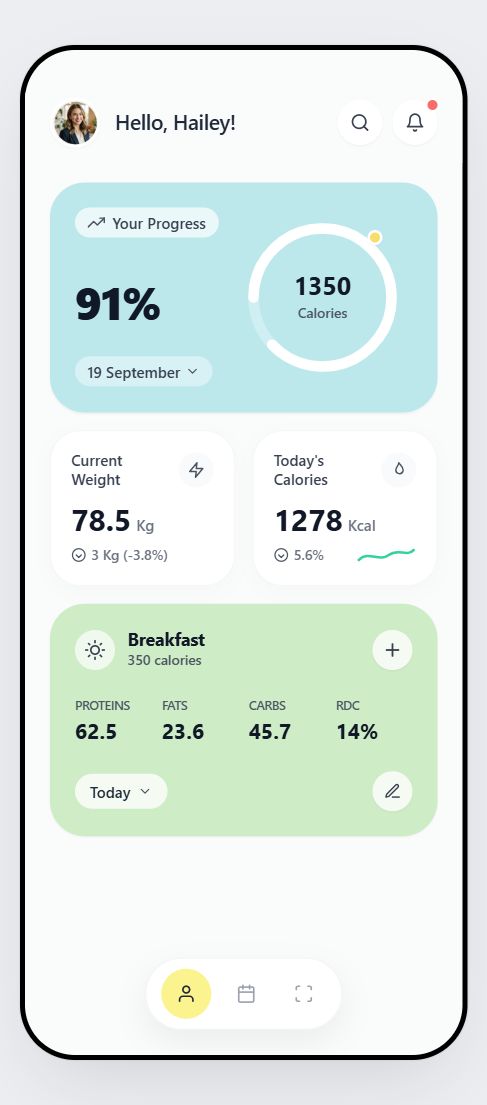 Hello, Hailey!
Your Progress
91%
1350
Calories
19 September
Current
Weight
78.5 Kg
3 Kg (-3.8%)
Today's
Calories
1278 Kcal
5.6%
Breakfast
350 calories
PROTEINS FATS CARBS RDC
62.5 23.6 45.7 14%
Today